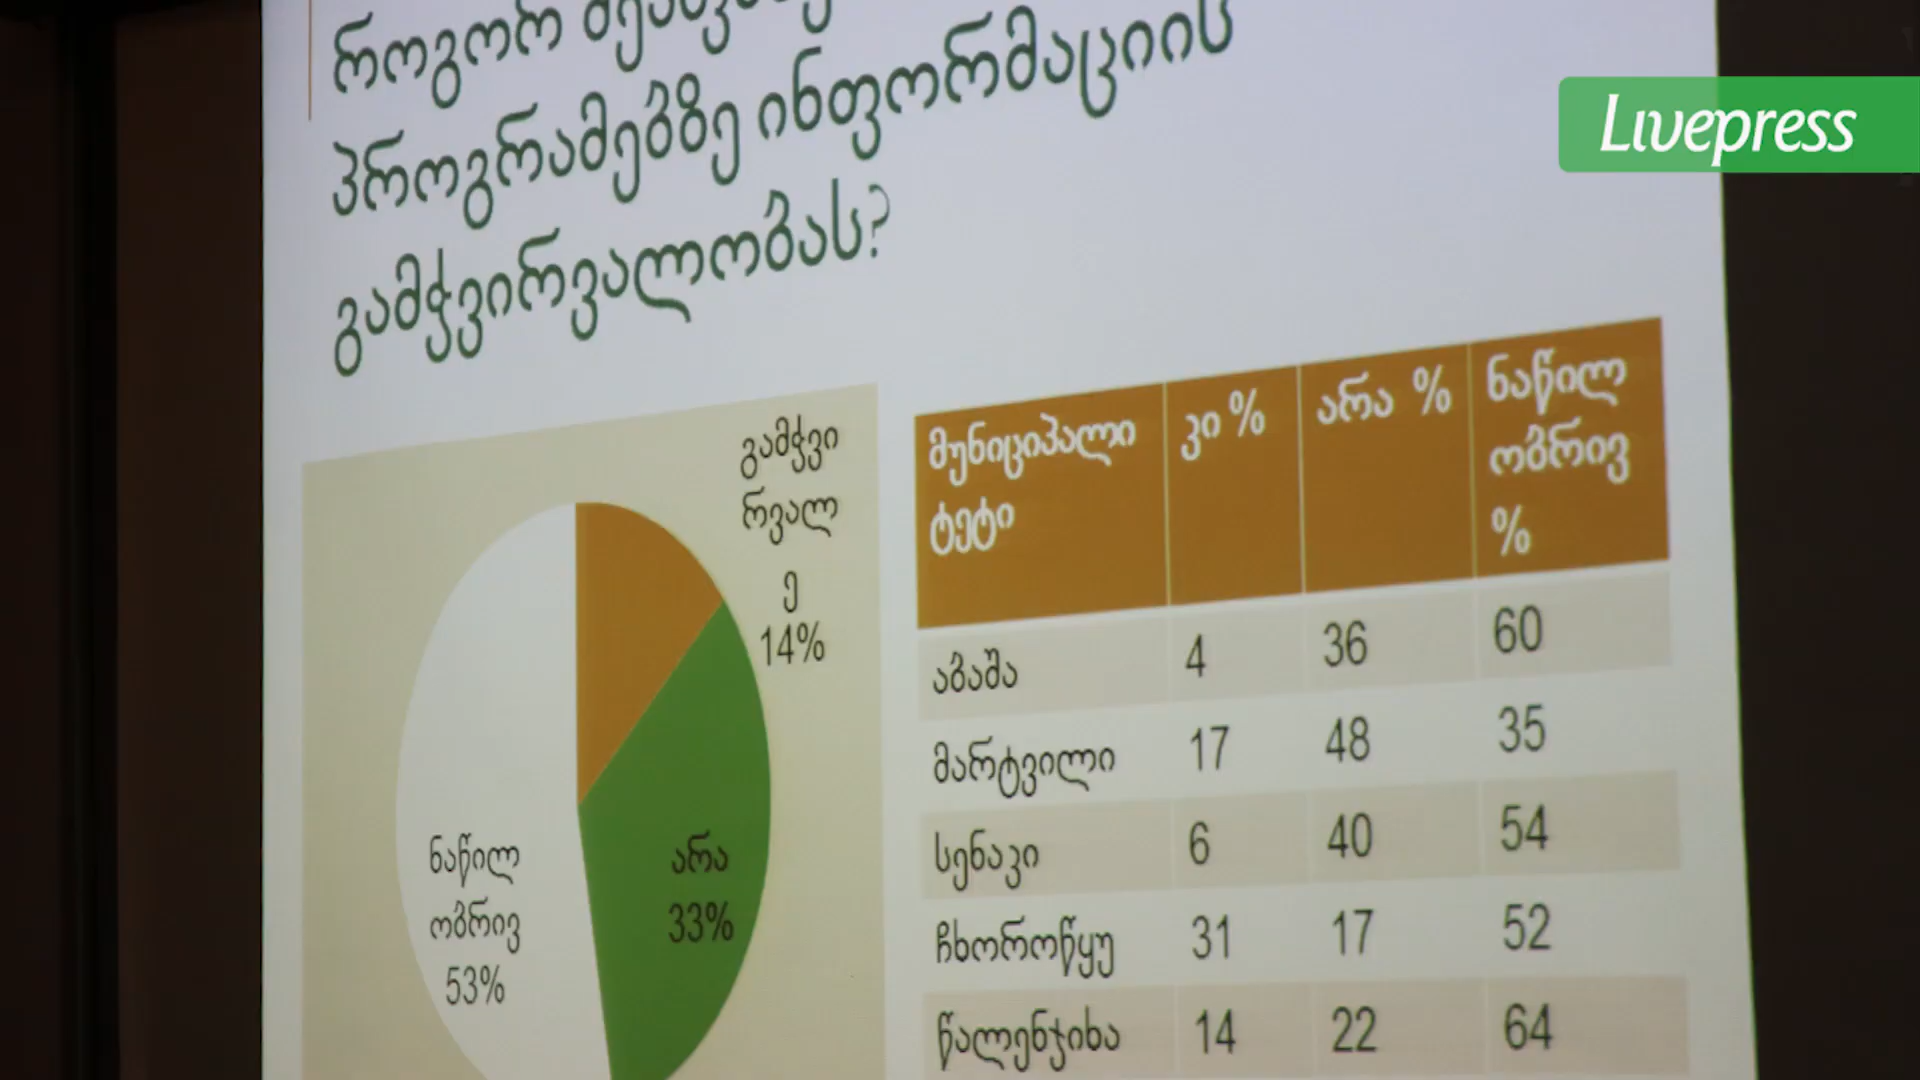 როგორ
პროგრამებზე ინფორმაციის
გამჭვირვალობას?
Livepress
გამჭვი
რვალ
ე
14%
არა
33%
ნაწილ
ობრივ
53%
მუნიციპალი
ტეტი
კი %
არა %
ნაწილ
ობრივ
%
აბაშა 4 36 60
მარტვილი 17 48 35
სენაკი 6 40 54
ჩხოროწყუ 31 17 52
წალენჯიხა 14 22 64